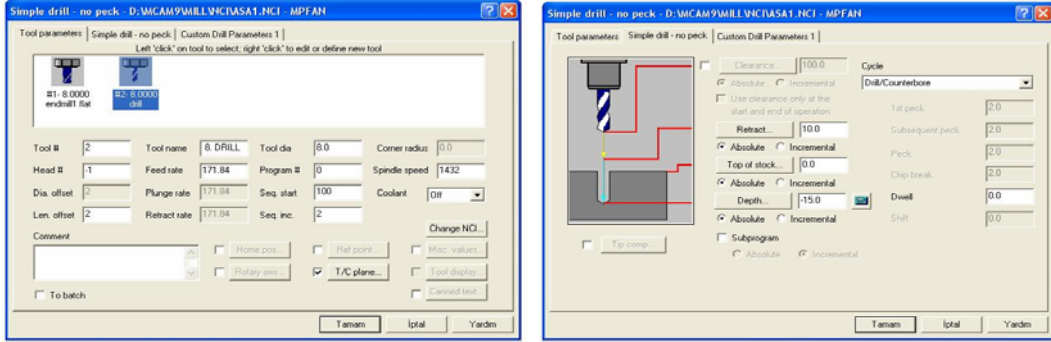 Simple drill - no peck - D:\MCAM9\MILL\NCI\ASA1.NCI - MPFAN
Tool parameters Simple drill - no peck Custom Drill Parameters 1
Left 'click' on tool to select; right 'click' to edit or define new tool
#1- 8.0000 #2- 8.0000
endmill1 flat drill
Tool # 2 Tool name 8. DRILL Tool dia 8.0 Corner radius 0.0
Head # -1 Feed rate 171.84 Program # 0 Spindle speed 1432
Dia. offset 2 Plunge rate 171.84 Seq. start 100 Coolant Off
Len. offset 2 Retract rate 171.84 Seq. inc. 2
Change NCI...
Comment
Home pos... Ref point... Misc. values...
Rotary axis... T/C plane... Tool display...
To batch Canned text...
Tamam İptal Yardım
Simple drill - no peck - D:\MCAM9\MILL\NCI\ASA1.NCI - MPFAN
Tool parameters Simple drill - no peck Custom Drill Parameters 1
Clearance... 100.0
Absolute Incremental
Use clearance only at the
start and end of operation
Retract... 10.0
Absolute Incremental
Top of stock... 0.0
Absolute Incremental
Depth... -15.0
Absolute Incremental
Subprogram
Absolute Incremental
Tip comp...
Cycle
Drill/Counterbore
1st peck 2.0
Subsequent peck 2.0
Peck 2.0
Chip break 2.0
Dwell 0.0
Shift 0.0
Tamam İptal Yardım